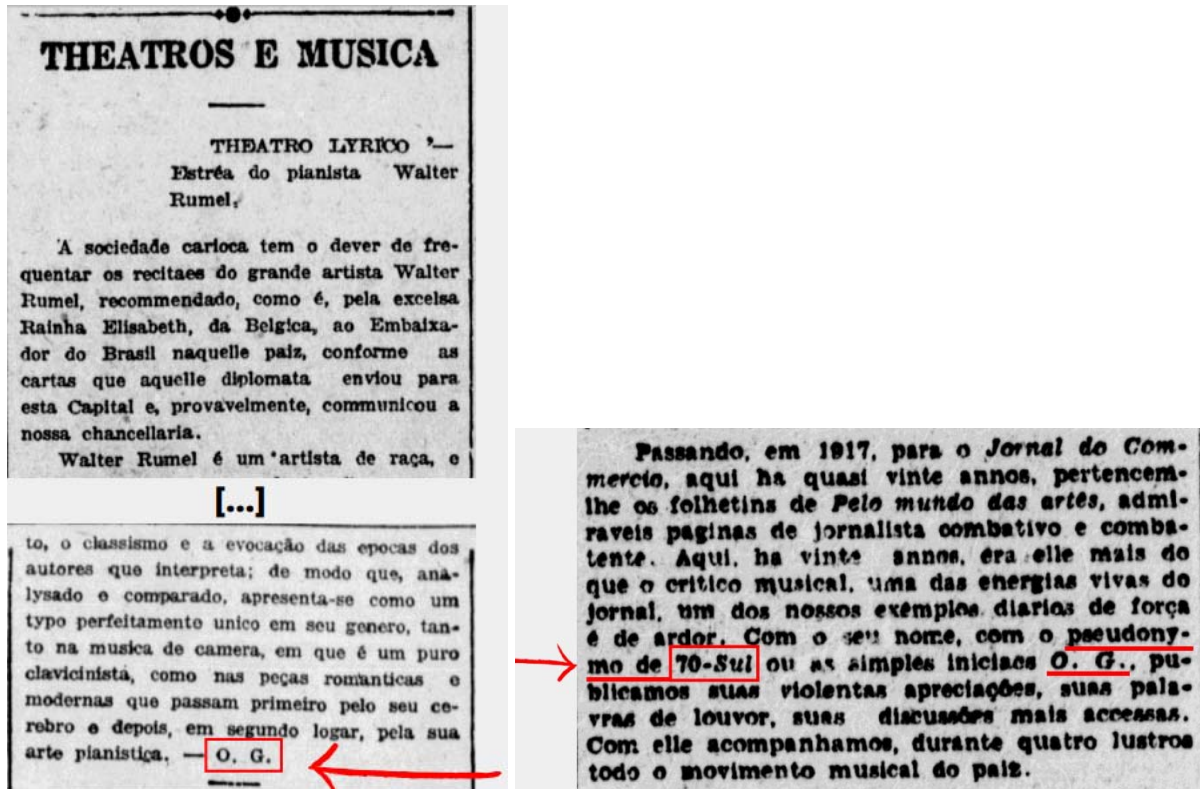 THEATROS E MUSICA
THEATRO LYRICO '—
Estréa do pianista Walter
Rumel.
A sociedade carioca tem o dever de fre-
quentar os recitaes do grande artista Walter
Rumel, recommendado, como é, pela excelsa
Rainha Elisabeth, da Belgica, ao Embaixa-
dor do Brasil naquelle paiz, conforme as
cartas que aquelle diplomata enviou para
esta Capital e, provavelmente, communicou a
nossa chancellaria.
Walter Rumel é um artista de raça, e
[...]
to, o classismo e a evocação das epocas dos
autores que interpreta; de modo que, ana-
lysado e comparado, apresenta-se como um
typo perfeitamento unico em seu genero, tan-
to na musica de camera, em que é um puro
clavicinista, como nas peças romanticas e
modernas que passam primeiro pelo seu ce-
rebro e depois, em segundo logar, pela sua
arte pianistica. — O. G.
Passando, em 1917, para o Jornal do Com-
mercio, aqui ha quasi vinte annos, pertencem-
lhe os folhetins de Pelo mundo das artes, admi-
raveis paginas de jornalista combativo e comba-
tente. Aqui, ha vinte annos, era elle mais do
que o critico musical, uma das energias vivas do
jornal, um dos nossos exemplos diarios de força
é de ardor. Com o seu nome, com o pseudony-
mo de 70-Sul ou as simples iniciaes O. G., pu-
blicamos suas violentas apreciações, suas pala-
vras de louvor, suas discussões mais accessas.
Com elle acompanhamos, durante quatro lustros
todo o movimento musical do paiz.